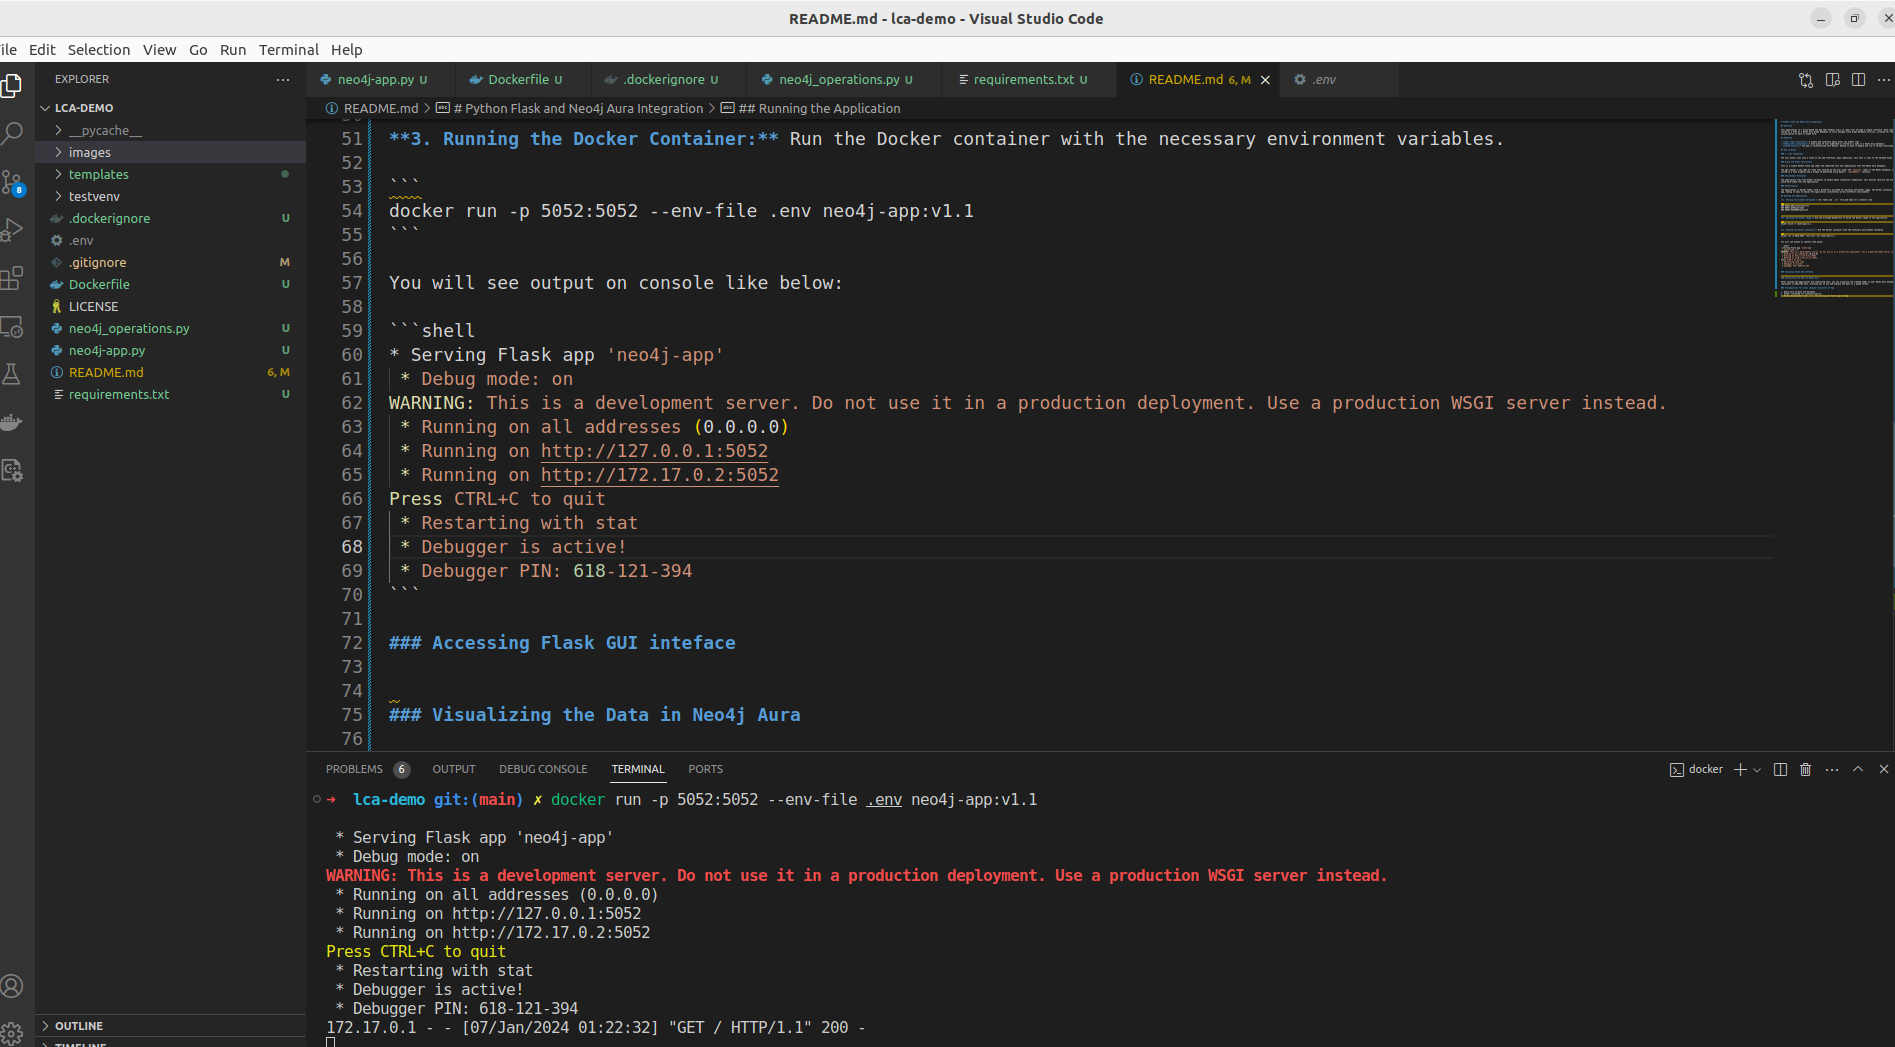 README.md - lca-demo - Visual Studio Code
ile Edit Selection View Go Run Terminal Help
EXPLORER
LCA-DEMO
__pycache__
images
templates
testvenv
.dockerignore U
.env
.gitignore M
Dockerfile U
LICENSE
neo4j_operations.py U
neo4j-app.py U
README.md 6, M
requirements.txt U
8
OUTLINE
TIMELINE
neo4j-app.py U Dockerfile U .dockerignore U neo4j_operations.py U requirements.txt U README.md 6, M .env
README.md > # Python Flask and Neo4j Aura Integration > ## Running the Application
51 **3. Running the Docker Container:** Run the Docker container with the necessary environment variables.
52
53 ```
54 docker run -p 5052:5052 --env-file .env neo4j-app:v1.1
55 ```
56
57 You will see output on console like below:
58
59 ```shell
60 * Serving Flask app 'neo4j-app'
61 * Debug mode: on
62 WARNING: This is a development server. Do not use it in a production deployment. Use a production WSGI server instead.
63 * Running on all addresses (0.0.0.0)
64 * Running on http://127.0.0.1:5052
65 * Running on http://172.17.0.2:5052
66 Press CTRL+C to quit
67 * Restarting with stat
68 * Debugger is active!
69 * Debugger PIN: 618-121-394
70 ```
71
72 ### Accessing Flask GUI inteface
73
74
75 ### Visualizing the Data in Neo4j Aura
76
PROBLEMS 6 OUTPUT DEBUG CONSOLE TERMINAL PORTS docker
➜ lca-demo git:(main) ✗ docker run -p 5052:5052 --env-file .env neo4j-app:v1.1
* Serving Flask app 'neo4j-app'
* Debug mode: on
WARNING: This is a development server. Do not use it in a production deployment. Use a production WSGI server instead.
* Running on all addresses (0.0.0.0)
* Running on http://127.0.0.1:5052
* Running on http://172.17.0.2:5052
Press CTRL+C to quit
* Restarting with stat
* Debugger is active!
* Debugger PIN: 618-121-394
172.17.0.1 - - [07/Jan/2024 01:22:32] "GET / HTTP/1.1" 200 -